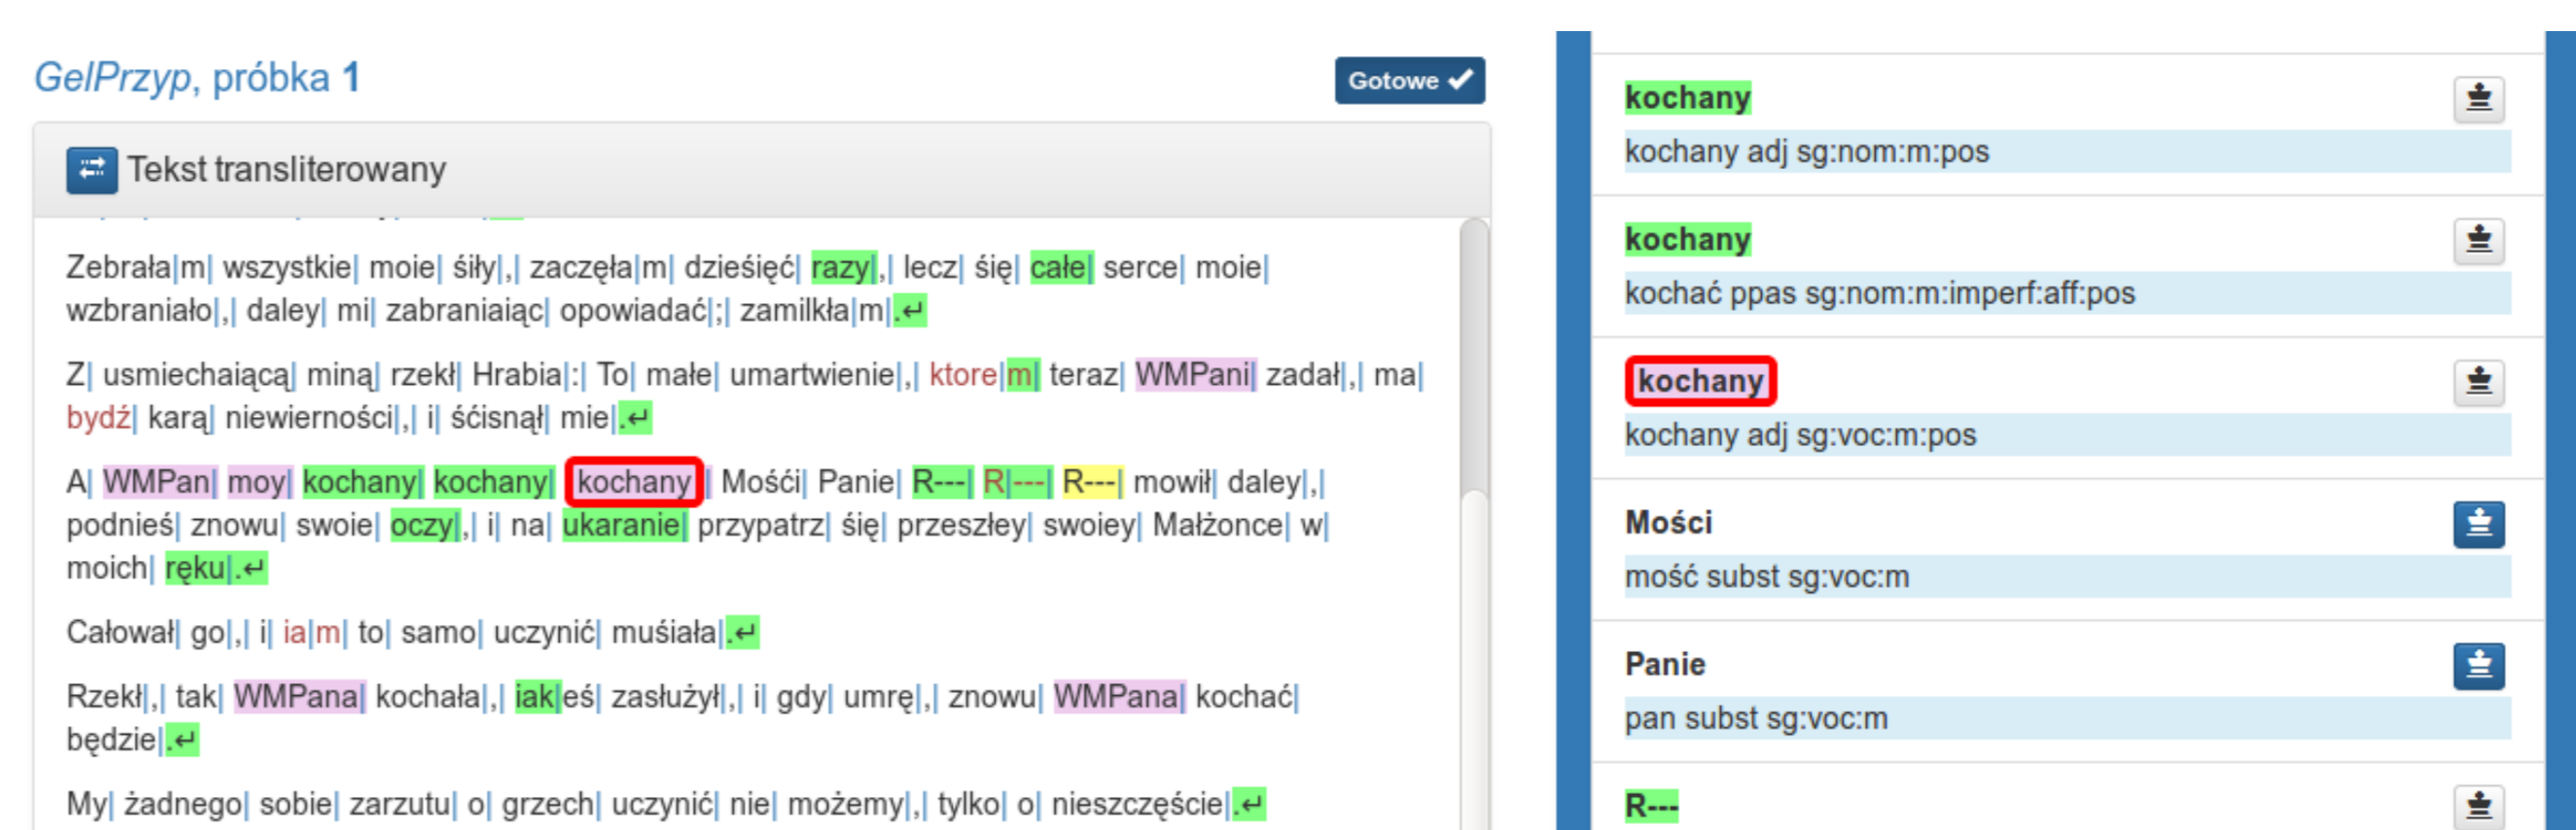 GelPrzyp, próbka 1
Gotowe
Tekst transliterowany
Zebrała|m| wszystkie| moie| śiły|,| zaczęła|m| dzieśięć| razy|,| lecz| śię| całe| serce| moie|
wzbraniało|,| daley| mi| zabraniaiąc| opowiadać|;| zamilkła|m|.↵
Z| usmiechaiącą| miną| rzekł| Hrabia|:| To| małe| umartwienie|,| ktore|m| teraz| WMPani| zadał|,| ma|
bydź| karą| niewierności|,| i| śćisnął| mie|.↵
A| WMPan| moy| kochany| kochany| kochany| Mośći| Panie| R---| R|---| R---| mowił| daley|,|
podnieś| znowu| swoie| oczy|,| i| na| ukaranie| przypatrz| śię| przeszłey| swoiey| Małżonce| w|
moich| ręku|.↵
Całował| go|,| i| ia|m| to| samo| uczynić| muśiała|.↵
Rzekł|,| tak| WMPana| kochała|,| iak|eś| zasłużył|,| i| gdy| umrę|,| znowu| WMPana| kochać|
będzie|.↵
My| żadnego| sobie| zarzutu| o| grzech| uczynić| nie| możemy|,| tylko| o| nieszczęście|.↵
kochany
kochany adj sg:nom:m:pos
kochany
kochać ppas sg:nom:m:imperf:aff:pos
kochany
kochany adj sg:voc:m:pos
Mości
mość subst sg:voc:m
Panie
pan subst sg:voc:m
R---